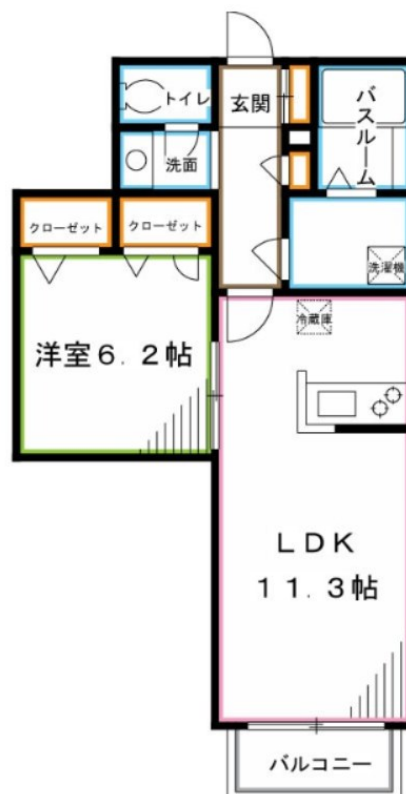 トイレ
玄関
バスルーム
洗面
クローゼット
クローゼット
洗濯機
冷蔵庫
洋室6.2帖
LDK
11.3帖
バルコニー